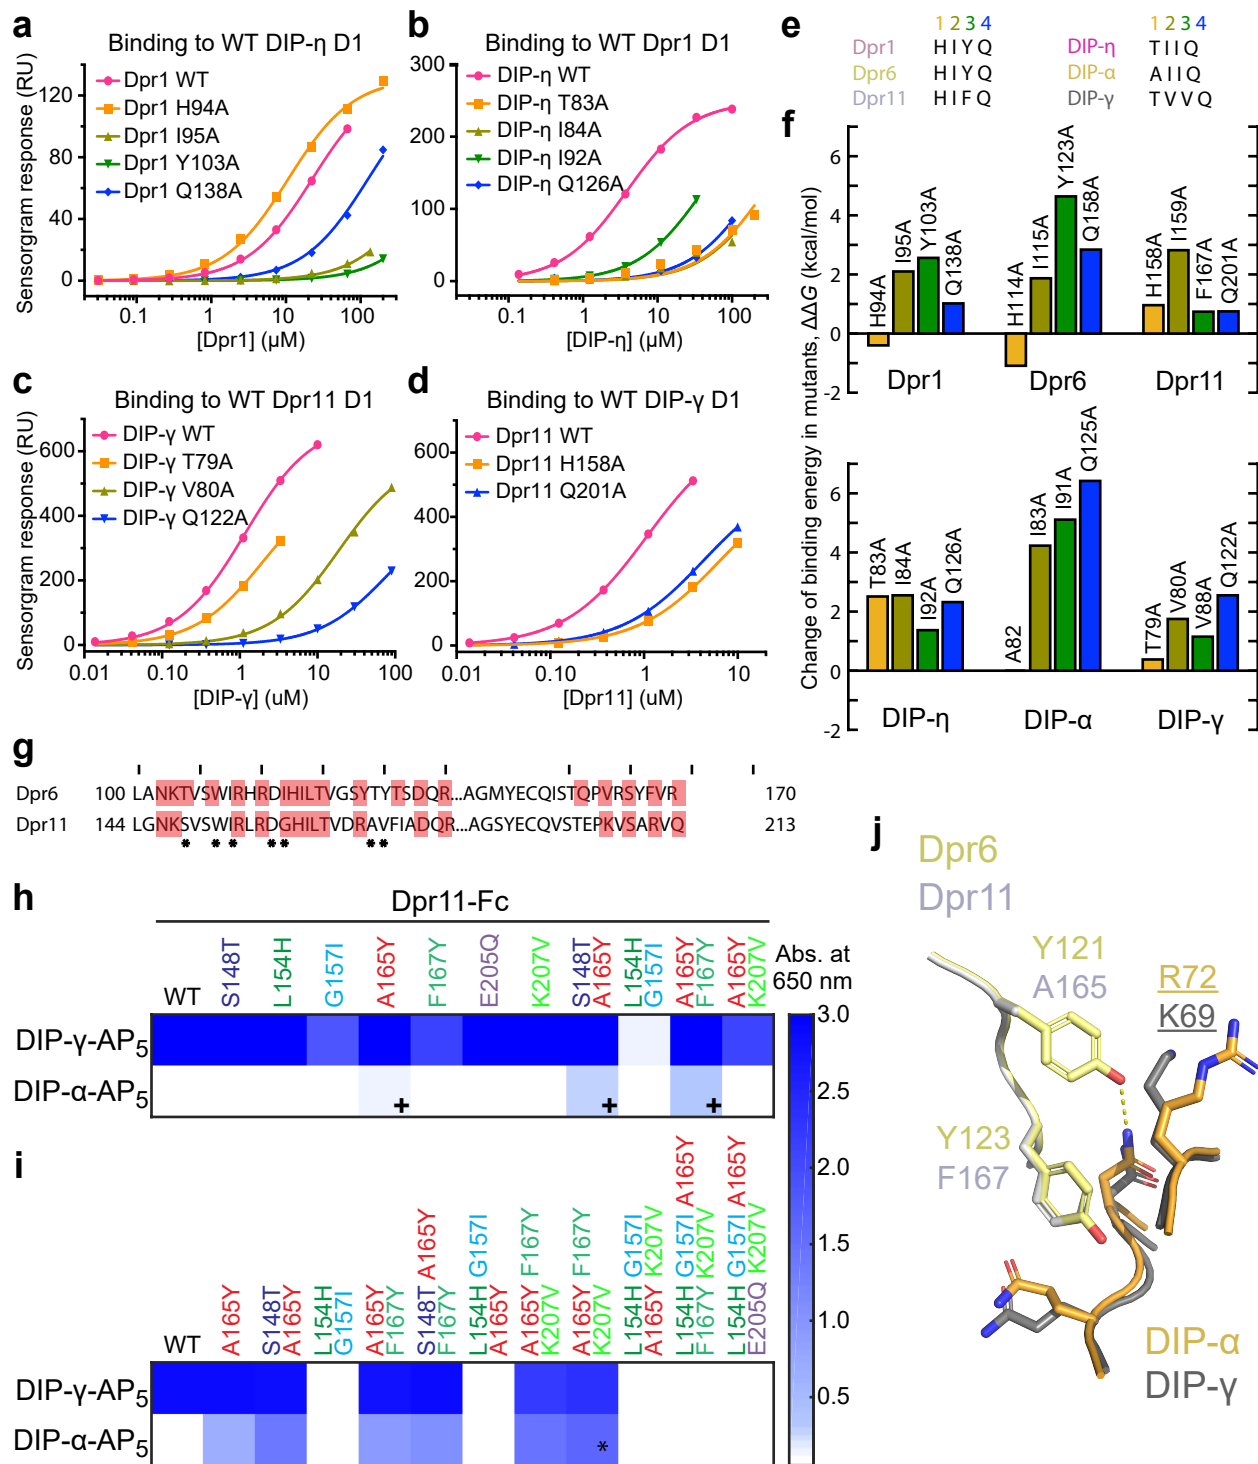 a
Binding to WT DIP-η D1
Sensorgram response (RU)
Dpr1 WT
Dpr1 H94A
Dpr1 I95A
Dpr1 Y103A
Dpr1 Q138A
120
80
40
0
0.1 1 10 100
[Dpr1] (µM)
b
Binding to WT Dpr1 D1
DIP-η WT
DIP-η T83A
DIP-η I84A
DIP-η I92A
DIP-η Q126A
300
200
100
0
0.1 1 10 100
[DIP-η] (µM)
c
Binding to WT Dpr11 D1
Sensorgram response (RU)
DIP-γ WT
DIP-γ T79A
DIP-γ V80A
DIP-γ Q122A
600
400
200
0
0.01 0.1 1 10 100
[DIP-γ] (uM)
d
Binding to WT DIP-γ D1
Dpr11 WT
Dpr11 H158A
Dpr11 Q201A
600
400
200
0
0.01 0.10 1 10
[Dpr11] (uM)
e
1 2 3 4
Dpr1 H I Y Q
Dpr6 H I Y Q
Dpr11 H I F Q
1 2 3 4
DIP-η T I I Q
DIP-α A I I Q
DIP-γ T V V Q
f
Change of binding energy in mutants, ΔΔG (kcal/mol)
6
4
2
0
-2
H94A I95A Y103A Q138A
H114A I115A Y123A Q158A
H158A I159A F167A Q201A
Dpr1 Dpr6 Dpr11
6
4
2
0
-2
T83A I84A I92A Q126A
A82 I83A I91A Q125A
T79A V80A V88A Q122A
DIP-η DIP-α DIP-γ
g
Dpr6 100 LANKTVSWIRHRDIHILTVGSYTYTSDQR...AGMYECQISTQPVRSYFVR 170
Dpr11 144 LGNKSVSWIRLRDGHILTVDRAVFIADQR...AGSYECQVSTEPKVSARVQ 213
* * * * * * *
h
Dpr11-Fc
WT
S148T
L154H
G157I
A165Y
F167Y
E205Q
K207V
S148T A165Y
L154H G157I
A165Y F167Y
A165Y K207V
DIP-γ-AP5
DIP-α-AP5
+ + +
Abs. at
650 nm
3.0
2.0
1.5
1.0
0.5
i
WT
A165Y
S148T A165Y
L154H G157I
A165Y F167Y
S148T A165Y
F167Y
L154H G157I
A165Y
A165Y F167Y
K207V
A165Y F167Y
K207V
L154H G157I
A165Y K207V
L154H G157I A165Y
F167Y K207V
L154H G157I A165Y
E205Q K207V
DIP-γ-AP5
DIP-α-AP5
*
j
Dpr6
Dpr11
Y121
A165
R72
K69
Y123
F167
DIP-α
DIP-γ